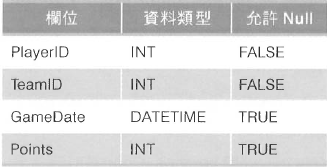 欄位 資料類型 允許 Null
PlayerID INT FALSE
TeamID INT FALSE
GameDate DATETIME TRUE
Points INT TRUE